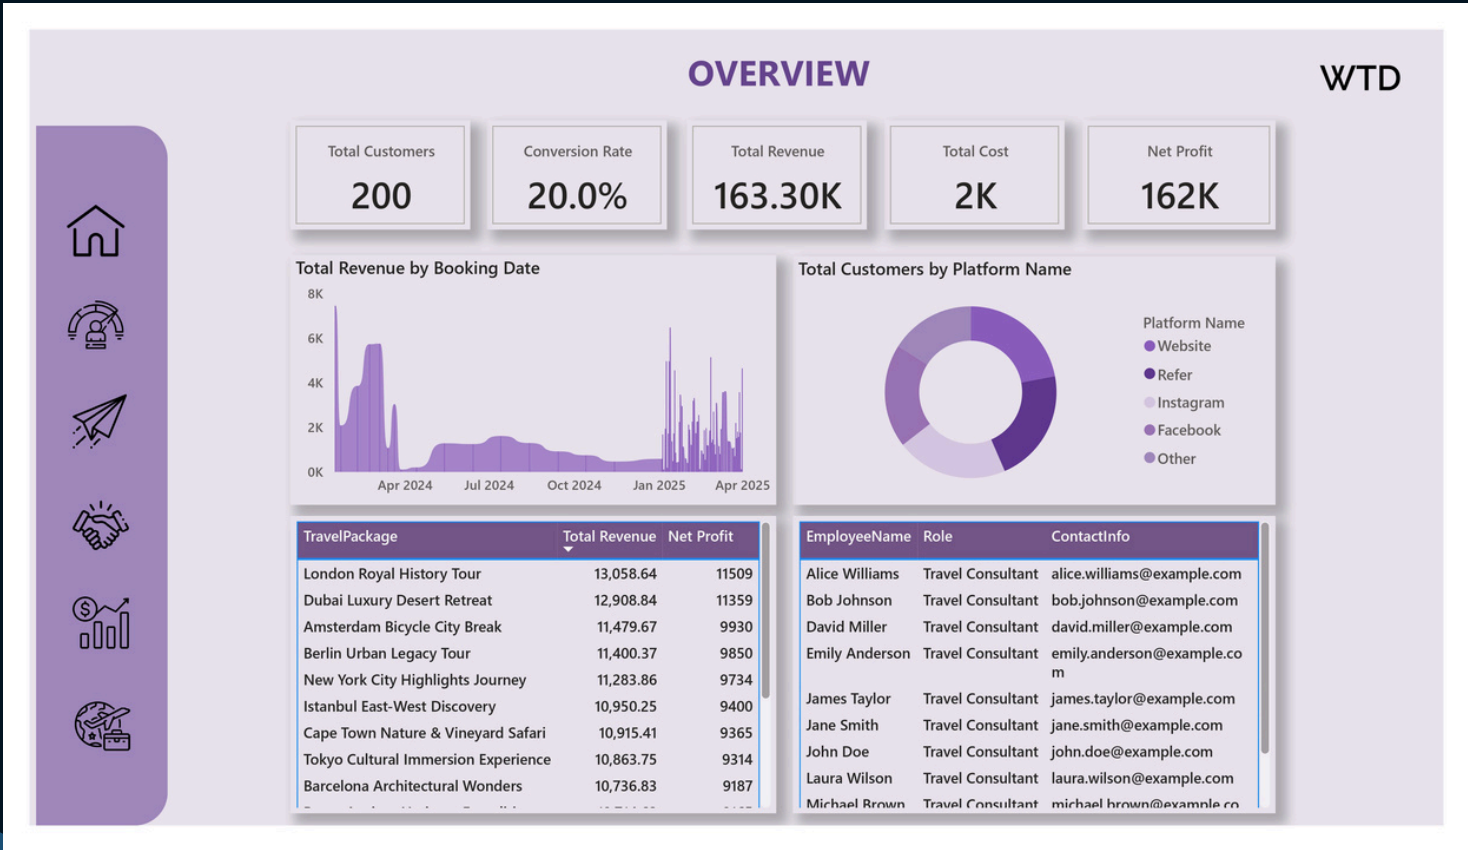 OVERVIEW
WTD
Total Customers
200
Conversion Rate
20.0%
Total Revenue
163.30K
Total Cost
2K
Net Profit
162K
Total Revenue by Booking Date
8K
6K
4K
2K
0K
Apr 2024 Jul 2024 Oct 2024 Jan 2025 Apr 2025
Total Customers by Platform Name
Platform Name
Website
Refer
Instagram
Facebook
Other
TravelPackage Total Revenue Net Profit
London Royal History Tour 13,058.64 11509
Dubai Luxury Desert Retreat 12,908.84 11359
Amsterdam Bicycle City Break 11,479.67 9930
Berlin Urban Legacy Tour 11,400.37 9850
New York City Highlights Journey 11,283.86 9734
Istanbul East-West Discovery 10,950.25 9400
Cape Town Nature & Vineyard Safari 10,915.41 9365
Tokyo Cultural Immersion Experience 10,863.75 9314
Barcelona Architectural Wonders 10,736.83 9187
EmployeeName Role ContactInfo
Alice Williams Travel Consultant alice.williams@example.com
Bob Johnson Travel Consultant bob.johnson@example.com
David Miller Travel Consultant david.miller@example.com
Emily Anderson Travel Consultant emily.anderson@example.co
m
James Taylor Travel Consultant james.taylor@example.com
Jane Smith Travel Consultant jane.smith@example.com
John Doe Travel Consultant john.doe@example.com
Laura Wilson Travel Consultant laura.wilson@example.com
Michael Brown Travel Consultant michael.brown@example.co